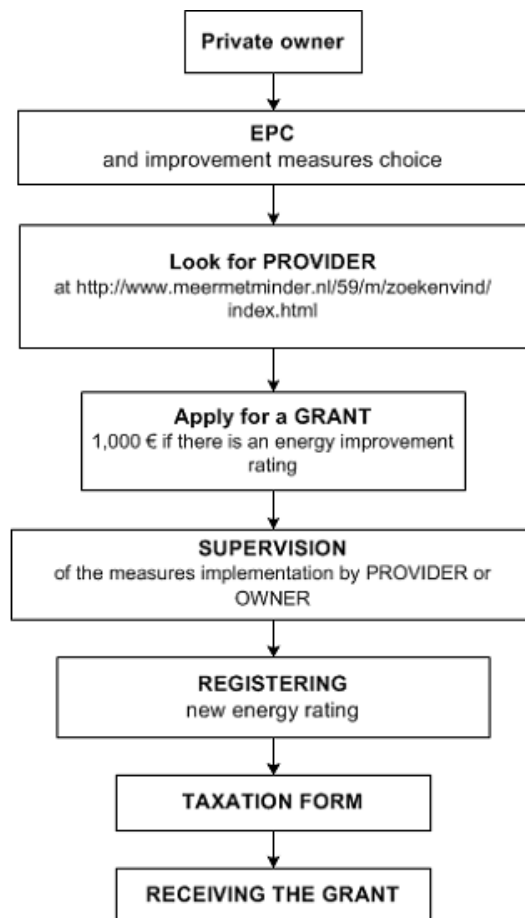 Private owner
EPC
and improvement measures choice
Look for PROVIDER
at http://www.meermetminder.nl/59/m/zoekenvind/
index.html
Apply for a GRANT
1,000 € if there is an energy improvement
rating
SUPERVISION
of the measures implementation by PROVIDER or
OWNER
REGISTERING
new energy rating
TAXATION FORM
RECEIVING THE GRANT